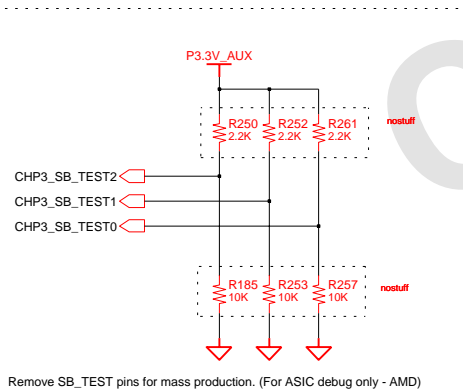 P3.3V_AUX
R250 R252 R261
2.2K 2.2K 2.2K
nostuff
CHP3_SB_TEST2
CHP3_SB_TEST1
CHP3_SB_TEST0
R185 R253 R257
10K 10K 10K
nostuff
Remove SB_TEST pins for mass production. (For ASIC debug only - AMD)